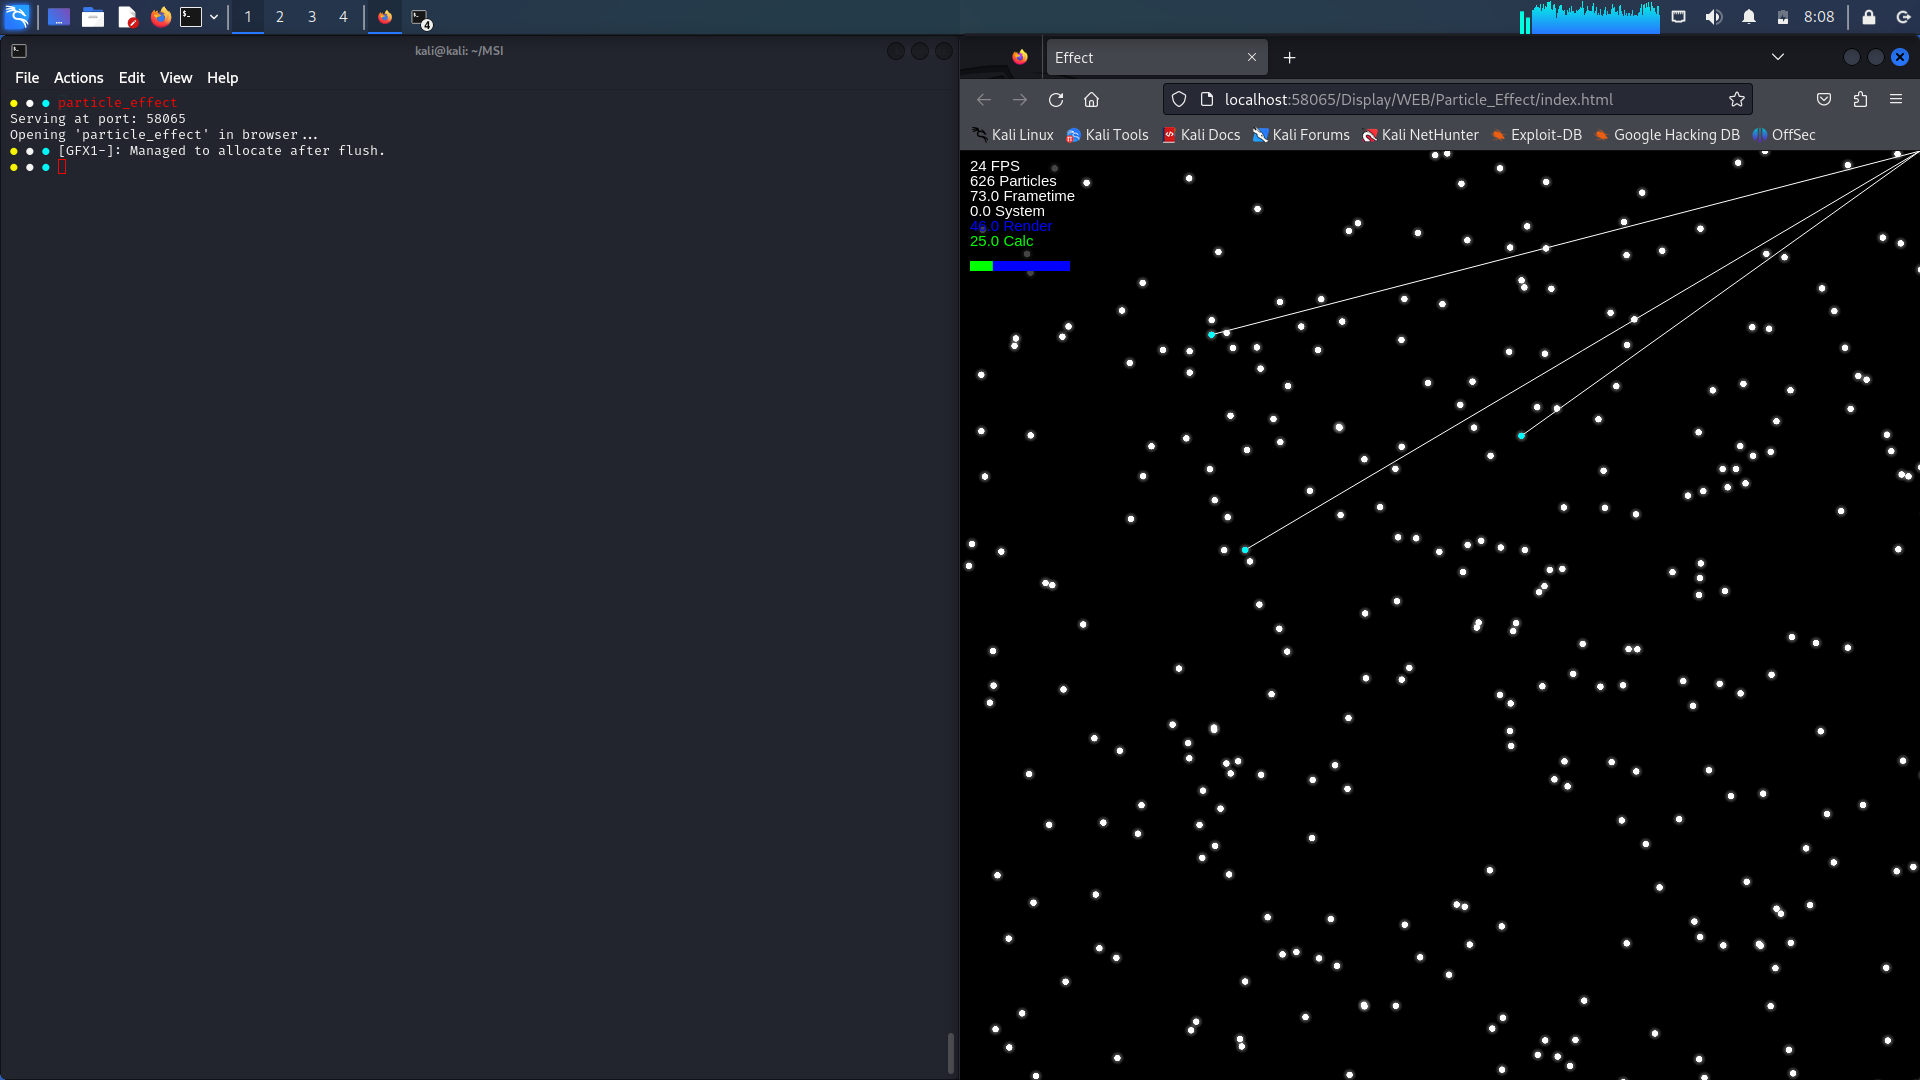 1 2 3 4
4
8:08
kali@kali: ~/MSI
File Actions Edit View Help
particle_effect
Serving at port: 58065
Opening 'particle_effect' in browser...
[GFX1-]: Managed to allocate after flush.
Effect
localhost:58065/Display/WEB/Particle_Effect/index.html
Kali Linux Kali Tools Kali Docs Kali Forums Kali NetHunter Exploit-DB Google Hacking DB OffSec
24 FPS
626 Particles
73.0 Frametime
0.0 System
48.0 Render
25.0 Calc